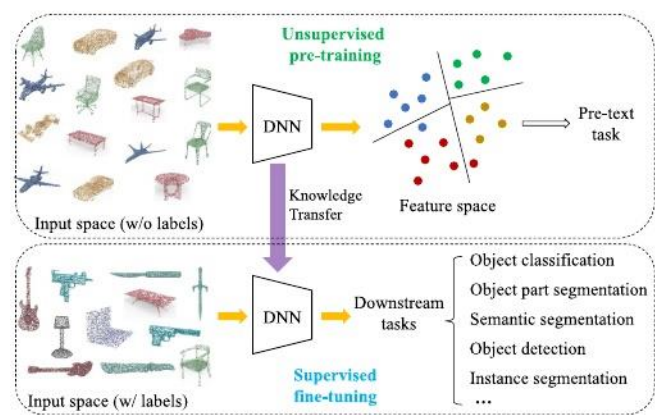 Unsupervised
pre-training
DNN
Pre-text
task
Feature space
Input space (w/o labels)
Knowledge
Transfer
DNN
Downstream
tasks
Object classification
Object part segmentation
Semantic segmentation
Object detection
Instance segmentation
...
Supervised
fine-tuning
Input space (w/ labels)